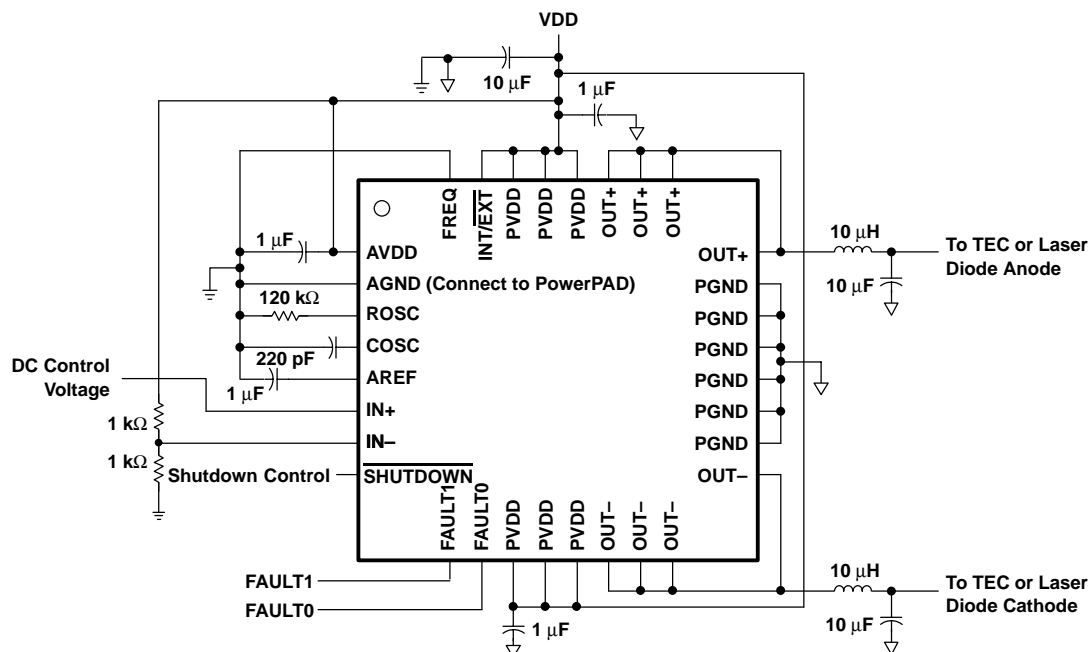 VDD
10 µF
1 µF
FREQ
INT/EXT
PVDD
PVDD
PVDD
OUT+
OUT+
OUT+
1 µF
AVDD
AGND (Connect to PowerPAD)
120 kΩ
ROSC
COSC
220 pF
AREF
1 µF
DC Control
Voltage
IN+
1 kΩ
IN–
1 kΩ
Shutdown Control
SHUTDOWN
OUT+
PGND
PGND
PGND
PGND
PGND
PGND
OUT–
10 µH
To TEC or Laser
Diode Anode
10 µF
FAULT1
FAULT0
PVDD
PVDD
PVDD
OUT–
OUT–
OUT–
FAULT1
FAULT0
1 µF
10 µH
To TEC or Laser
Diode Cathode
10 µF